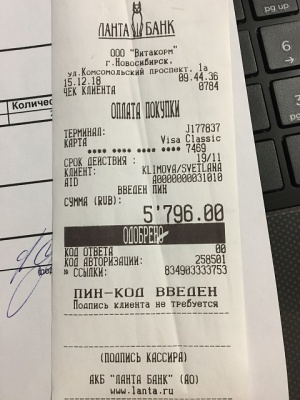 ЛАНТА БАНК
ООО "Витакорм"
г.Новосибирск.
ул.Комсомольский проспект. 1а
15.12.18 09.44.36
ЧЕК КЛИЕНТА 0784
ОПЛАТА ПОКУПКИ
ТЕРМИНАЛ: J177837
КАРТА Visa Classic
•••• •••• •••• 7469
СРОК ДЕЙСТВИЯ : 19/11
КЛИЕНТ: KLIMOVA/SVETLANA
AID A0000000031010
ВВЕДЕН ПИН
СУММА (RUB):
5'796.00
ОДОБРЕНО
КОД ОТВЕТА 00
КОД АВТОРИЗАЦИИ: 258501
№ ССЫЛКИ: 834903333753
ПИН-КОД ВВЕДЕН
Подпись клиента не требуется
(ПОДПИСЬ КАССИРА)
АКБ "ЛАНТА БАНК" (АО)
www.lanta.ru
Количес